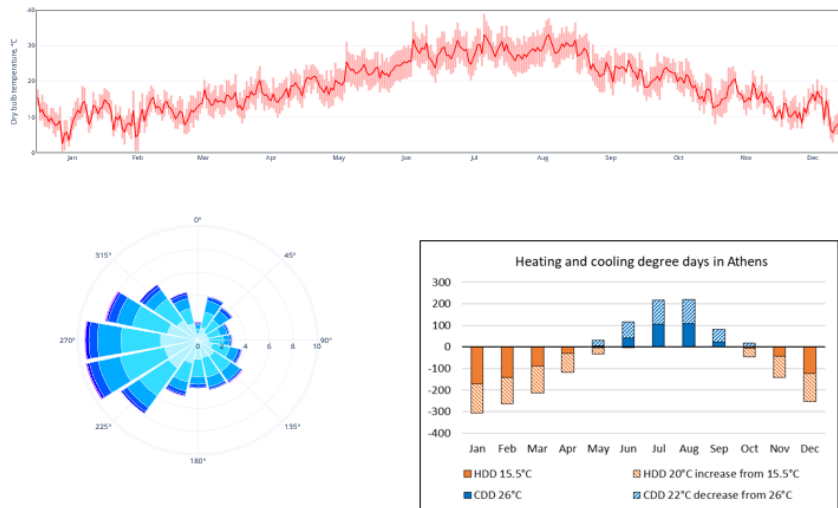 Dry bulb temperature, °C
40
30
20
10
0
Jan Feb Mar Apr May Jun Jul Aug Sep Oct Nov Dec
0°
315° 45°
270° 0 2 4 6 8 10 90°
225° 135°
180°
Heating and cooling degree days in Athens
300
200
100
0
-100
-200
-300
-400
Jan Feb Mar Apr May Jun Jul Aug Sep Oct Nov Dec
HDD 15.5°C HDD 20°C increase from 15.5°C
CDD 26°C CDD 22°C decrease from 26°C